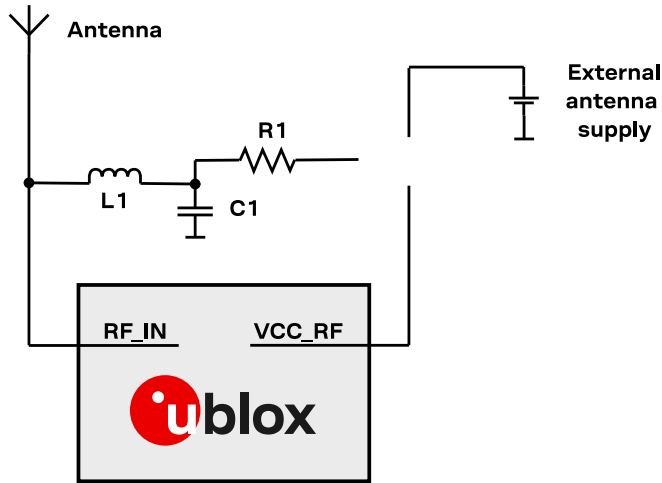 Antenna
External
antenna
supply
R1
L1
C1
RF_IN
VCC_RF
ublox